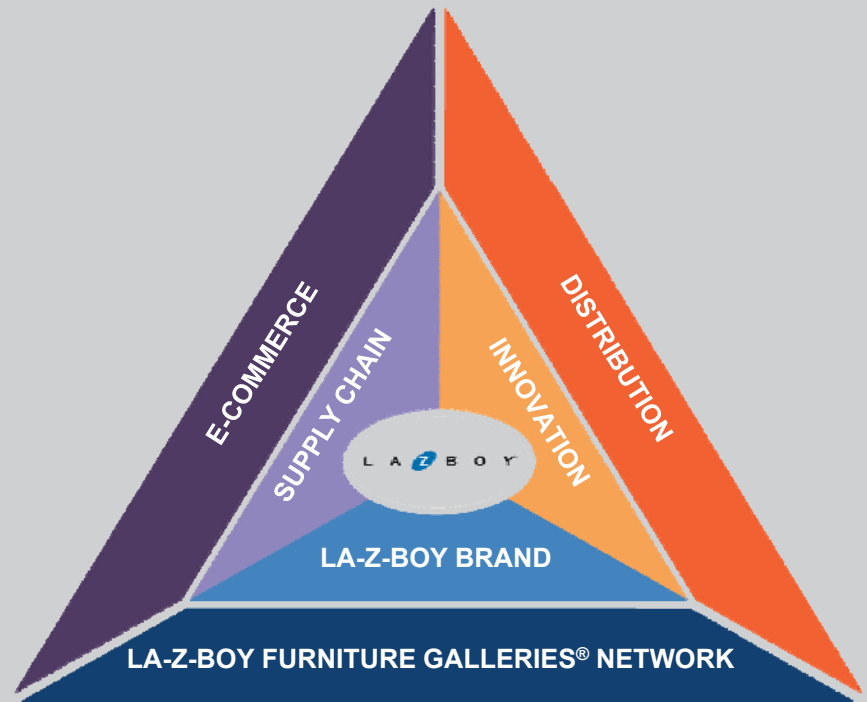 E-COMMERCE
SUPPLY CHAIN
INNOVATION
DISTRIBUTION
LAZBOY
LA-Z-BOY BRAND
LA-Z-BOY FURNITURE GALLERIES® NETWORK